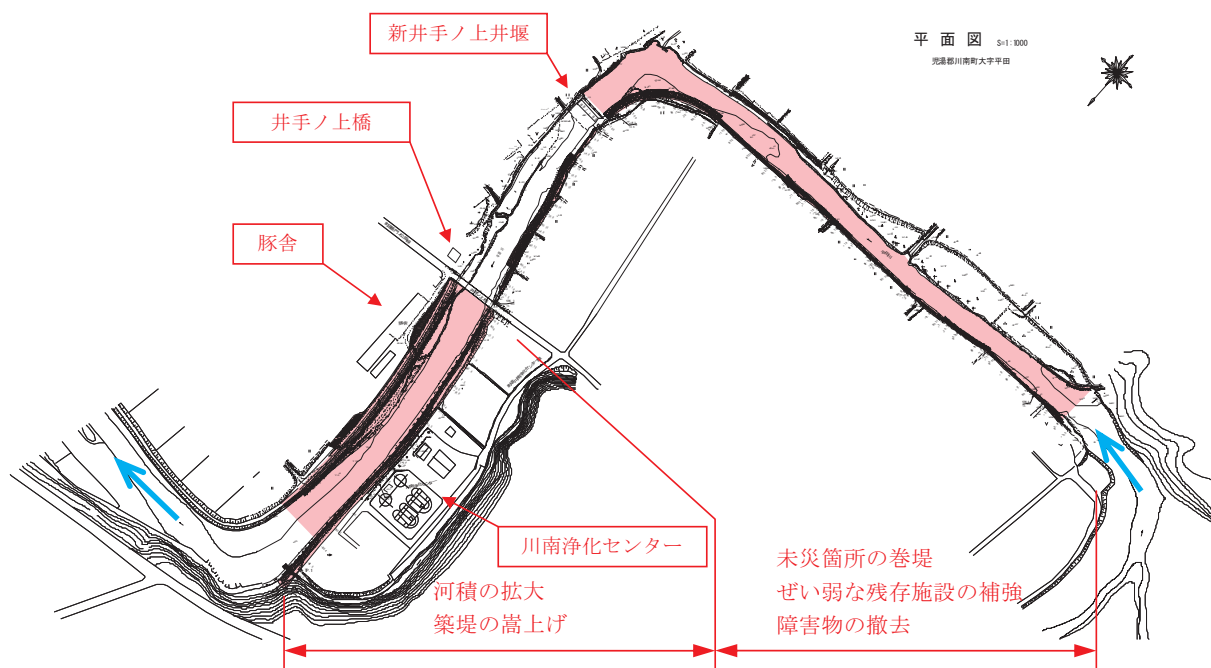 新井手ノ上井堰
平面図 S=1:1000
児湯郡川南町大字平田
井手ノ上橋
豚舎
川南浄化センター
河積の拡大
築堤の嵩上げ
未災箇所の巻堤
ぜい弱な残存施設の補強
障害物の撤去